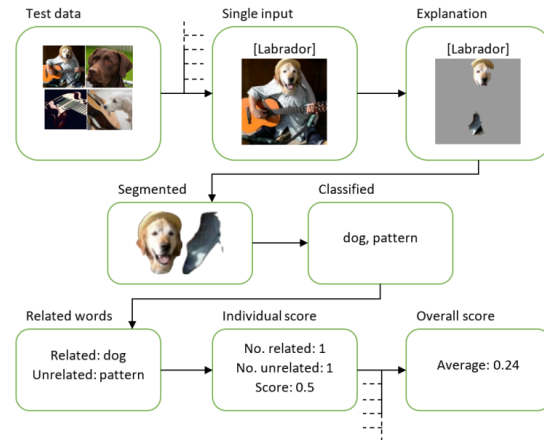 Test data
Single input
Explanation
[Labrador]
[Labrador]
Segmented
Classified
dog, pattern
Related words
Individual score
Overall score
Related: dog
Unrelated: pattern
No. related: 1
No. unrelated: 1
Score: 0.5
Average: 0.24